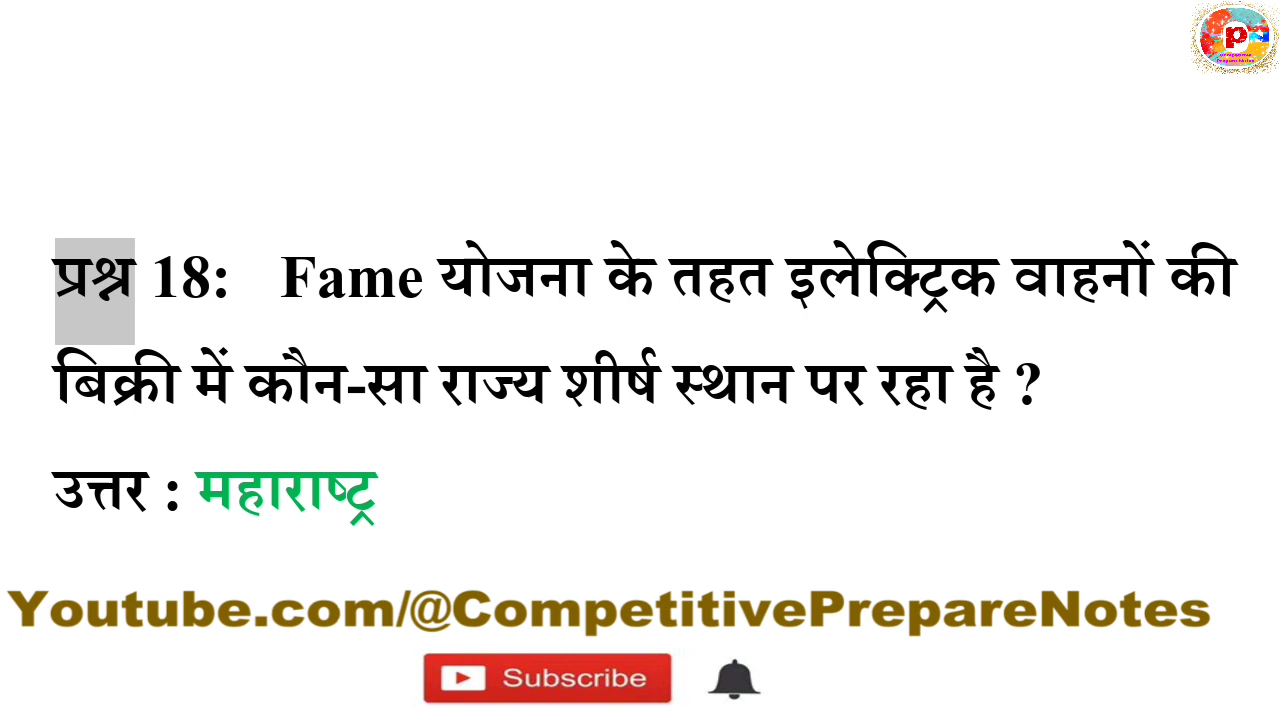 प्रश्न 18: Fame योजना के तहत इलेक्ट्रिक वाहनों की
बिक्री में कौन-सा राज्य शीर्ष स्थान पर रहा है ?
उत्तर : महाराष्ट्र
Youtube.com/@CompetitivePrepareNotes
Subscribe